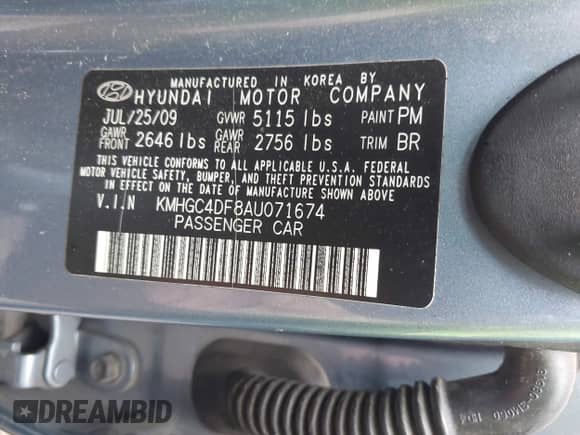 MANUFACTURED IN KOREA BY
HYUNDAI MOTOR COMPANY
JUL/25/09 GVWR 5115 lbs PAINT PM
GAWR FRONT 2646 lbs GAWR REAR 2756 lbs TRIM BR
THIS VEHICLE CONFORMS TO ALL APPLICABLE U.S.A. FEDERAL
MOTOR VEHICLE SAFETY, BUMPER, AND THEFT PREVENTION STANDARDS
IN EFFECT ON THE DATE OF MANUFACTURE SHOWN ABOVE
V.I.N KMHGC4DF8AU071674
PASSENGER CAR
DREAMBID